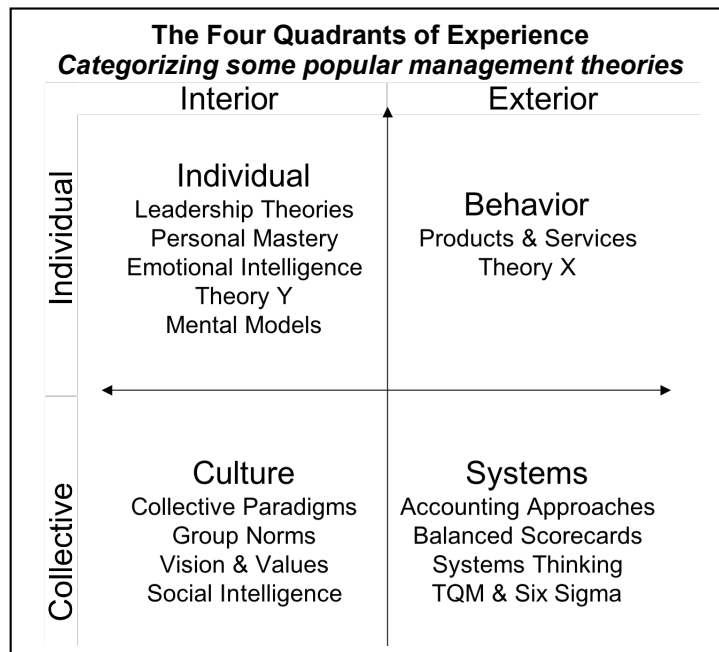 The Four Quadrants of Experience
Categorizing some popular management theories
Interior
Exterior
Individual
Individual
Leadership Theories
Personal Mastery
Emotional Intelligence
Theory Y
Mental Models
Behavior
Products & Services
Theory X
Collective
Culture
Collective Paradigms
Group Norms
Vision & Values
Social Intelligence
Systems
Accounting Approaches
Balanced Scorecards
Systems Thinking
TQM & Six Sigma